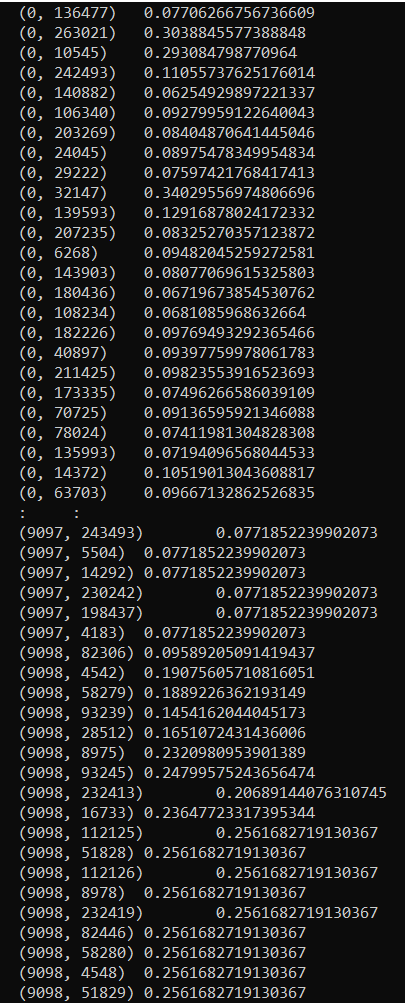 (0, 136477) 0.07706266756736609
(0, 263021) 0.3038845577388848
(0, 10545) 0.293084798770964
(0, 242493) 0.11055737625176014
(0, 140882) 0.06254929897221337
(0, 106340) 0.09279959122640043
(0, 203269) 0.08404870641445046
(0, 24045) 0.08975478349954834
(0, 29222) 0.07597421768417413
(0, 32147) 0.34029556974806696
(0, 139593) 0.12916878024172332
(0, 207235) 0.08325270357123872
(0, 6268) 0.09482045259272581
(0, 143903) 0.08077069615325803
(0, 180436) 0.06719673854530762
(0, 108234) 0.0681085968632664
(0, 182226) 0.09769493292365466
(0, 40897) 0.09397759978061783
(0, 211425) 0.09823553916523693
(0, 173335) 0.07496266586039109
(0, 70725) 0.09136595921346088
(0, 78024) 0.07411981304828308
(0, 135993) 0.07194096568044533
(0, 14372) 0.10519013043608817
(0, 63703) 0.09667132862526835
: :
(9097, 243493) 0.0771852239902073
(9097, 5504) 0.0771852239902073
(9097, 14292) 0.0771852239902073
(9097, 230242) 0.0771852239902073
(9097, 198437) 0.0771852239902073
(9097, 4183) 0.0771852239902073
(9098, 82306) 0.09589205091419437
(9098, 4542) 0.19075605710816051
(9098, 58279) 0.1889226362193149
(9098, 93239) 0.1454162044045173
(9098, 28512) 0.1651072431436006
(9098, 8975) 0.2320980953901389
(9098, 93245) 0.24799575243656474
(9098, 232413) 0.20689144076310745
(9098, 16733) 0.23647723317395344
(9098, 112125) 0.2561682719130367
(9098, 51828) 0.2561682719130367
(9098, 112126) 0.2561682719130367
(9098, 8978) 0.2561682719130367
(9098, 232419) 0.2561682719130367
(9098, 82446) 0.2561682719130367
(9098, 58280) 0.2561682719130367
(9098, 4548) 0.2561682719130367
(9098, 51829) 0.2561682719130367